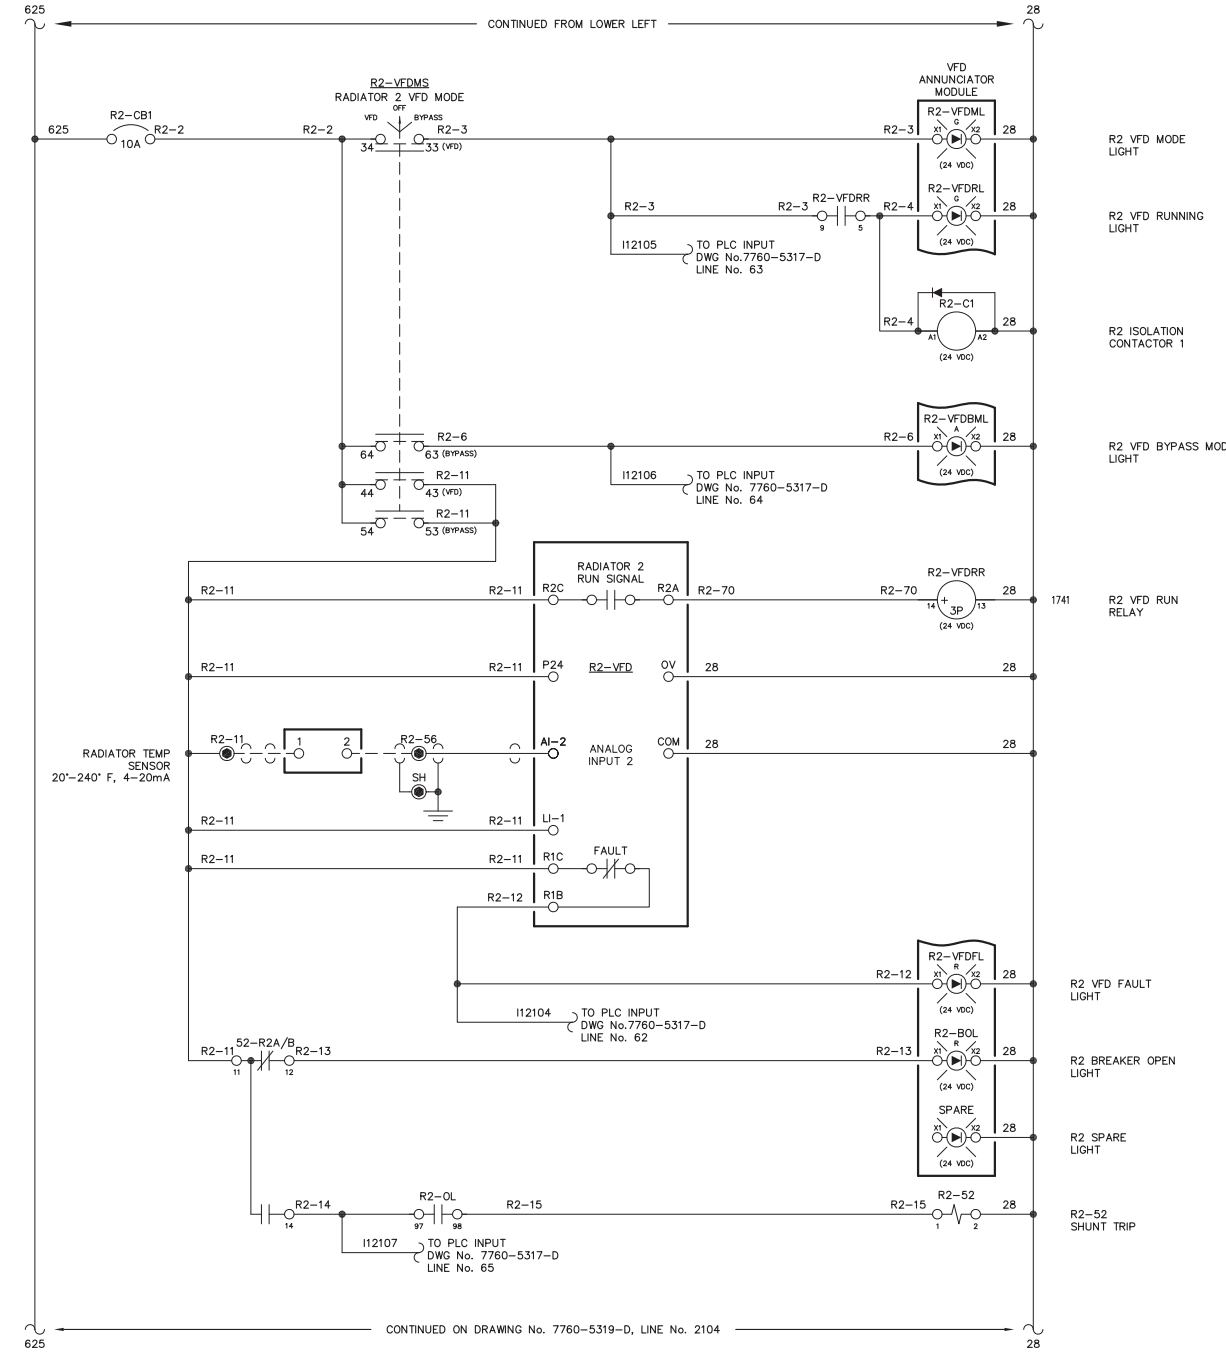 625
28
CONTINUED FROM LOWER LEFT
VFD
ANNUNCIATOR
MODULE
R2-VFDMS
RADIATOR 2 VFD MODE
OFF
VFD
BYPASS
R2-CB1
625
R2-2
10A
R2-2
34
33 (VFD)
R2-3
R2-3
R2-VFDML
G
X1
X2
(24 VDC)
28
R2 VFD MODE
LIGHT
R2-3
R2-3
R2-VFDRR
9
5
R2-4
R2-VFDRL
G
X1
X2
(24 VDC)
28
R2 VFD RUNNING
LIGHT
I12105
TO PLC INPUT
DWG No.7760-5317-D
LINE No. 63
R2-C1
R2-4
A1
A2
(24 VDC)
28
R2 ISOLATION
CONTACTOR 1
64
63 (BYPASS)
R2-6
R2-6
R2-VFDBML
A
X1
X2
(24 VDC)
28
R2 VFD BYPASS MOD
LIGHT
44
43 (VFD)
R2-11
I12106
TO PLC INPUT
DWG No. 7760-5317-D
LINE No. 64
54
53 (BYPASS)
R2-11
RADIATOR 2
RUN SIGNAL
R2-11
R2-11
R2C
R2A
R2-70
R2-70
R2-VFDRR
14
+
3P
13
(24 VDC)
28
1741
R2 VFD RUN
RELAY
R2-11
R2-11
P24
R2-VFD
OV
28
RADIATOR TEMP
SENSOR
20°-240° F, 4-20mA
R2-11
1
2
R2-56
AI-2
ANALOG
INPUT 2
COM
28
SH
R2-11
R2-11
LI-1
R2-11
R2-11
R1C
FAULT
R2-12
R1B
R2-12
R2-VFDFL
R
X1
X2
(24 VDC)
28
R2 VFD FAULT
LIGHT
I12104
TO PLC INPUT
DWG No.7760-5317-D
LINE No. 62
R2-11
52-R2A/B
11
12
R2-13
R2-13
R2-BOL
R
X1
X2
(24 VDC)
28
R2 BREAKER OPEN
LIGHT
SPARE
X1
X2
(24 VDC)
28
R2 SPARE
LIGHT
14
R2-14
R2-OL
97
98
R2-15
R2-15
R2-52
1
2
28
R2-52
SHUNT TRIP
I12107
TO PLC INPUT
DWG No. 7760-5317-D
LINE No. 65
CONTINUED ON DRAWING No. 7760-5319-D, LINE No. 2104
625
28